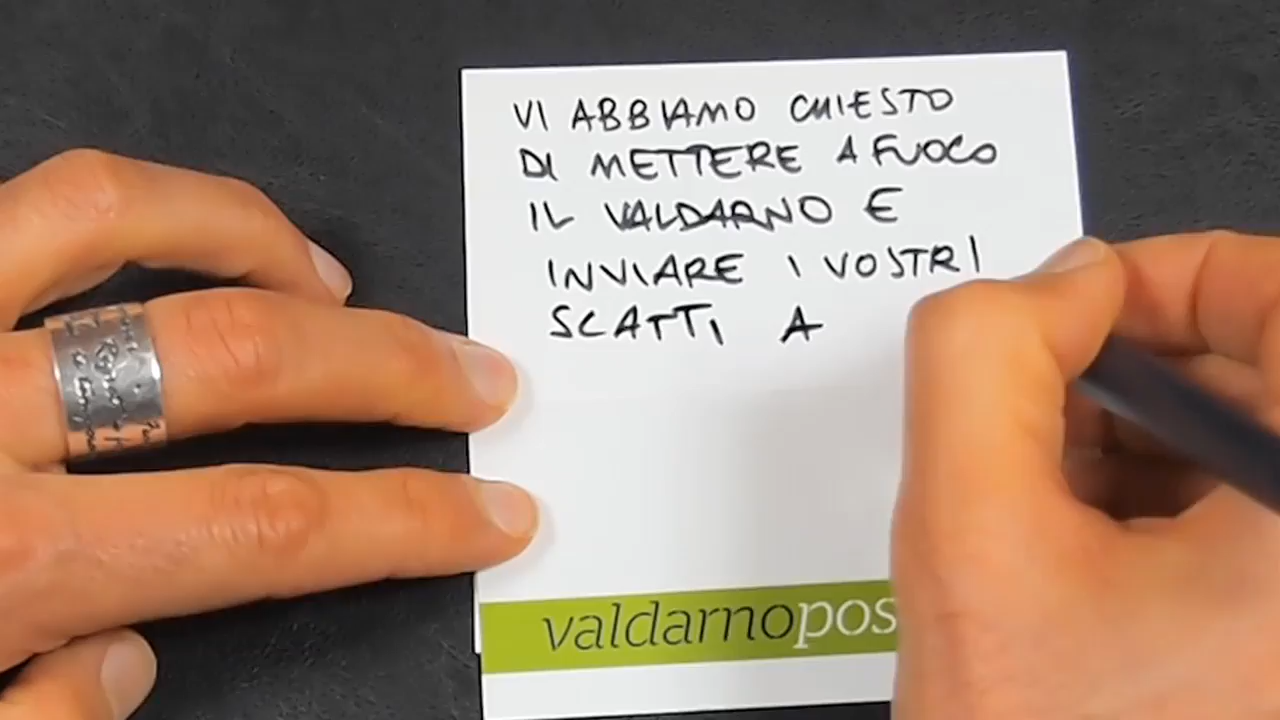 VI ABBIAMO CHIESTO
DI METTERE A FUOCO
IL VALDARNO E
INVIARE I VOSTRI
SCATTI A
valdarnopos